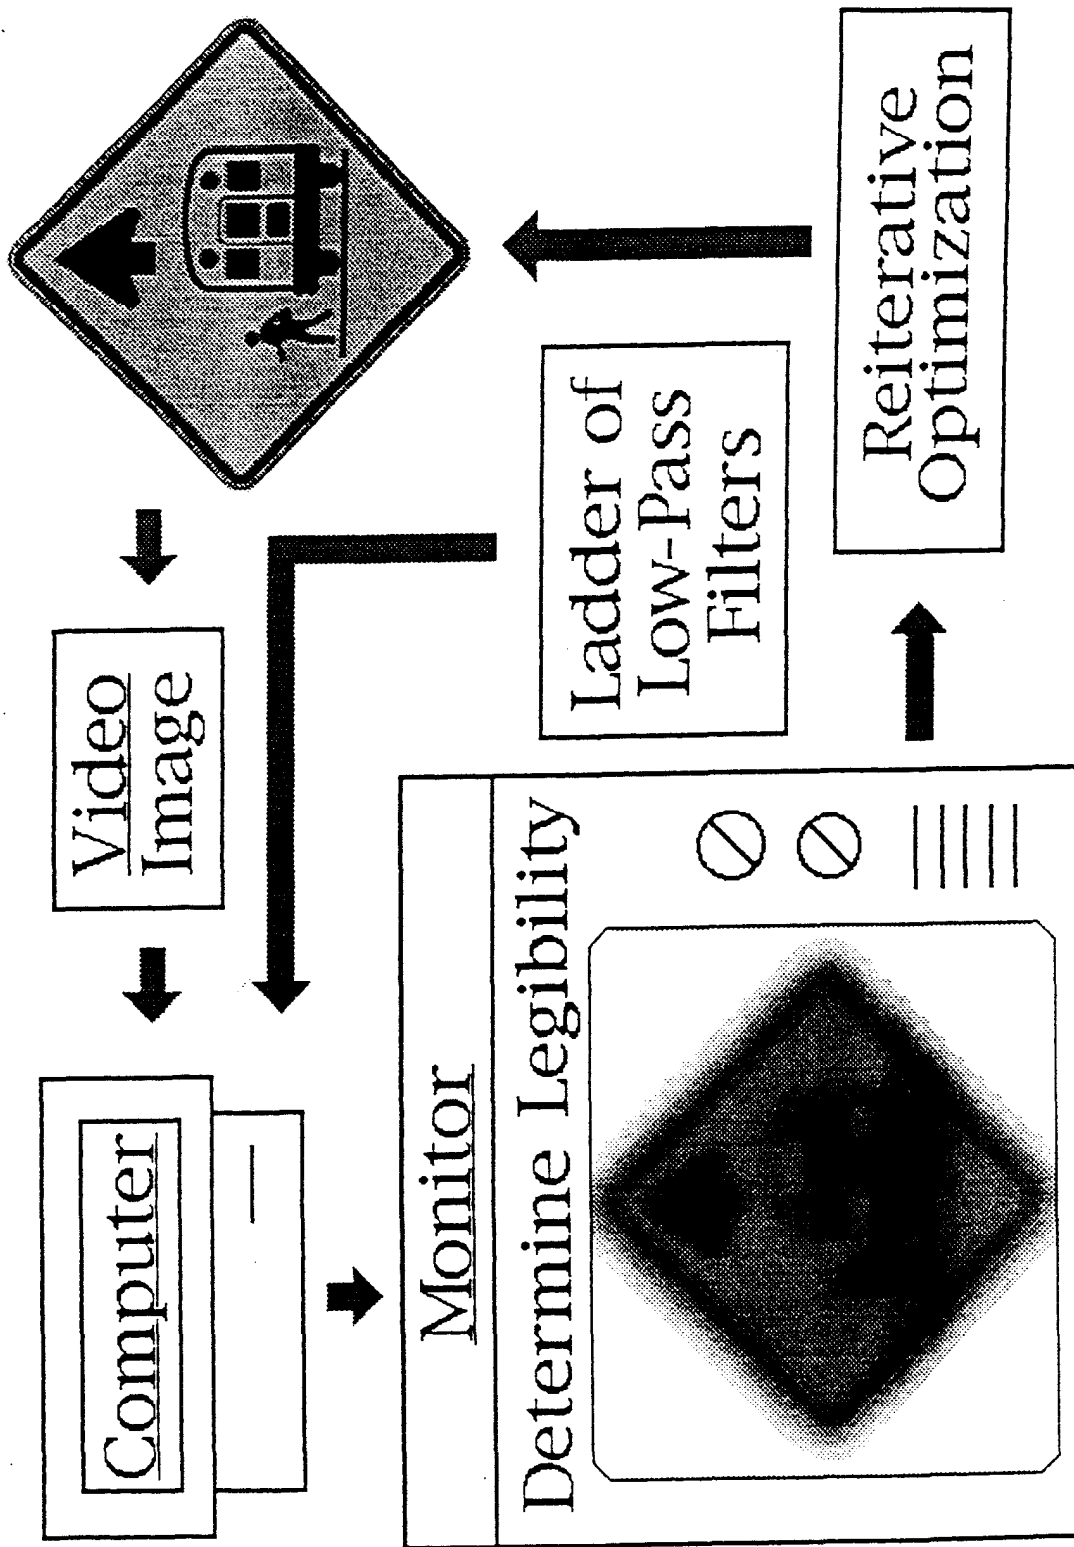 Computer
Video
Image
Monitor
Determine Legibility
Ladder of
Low-Pass
Filters
Reiterative
Optimization